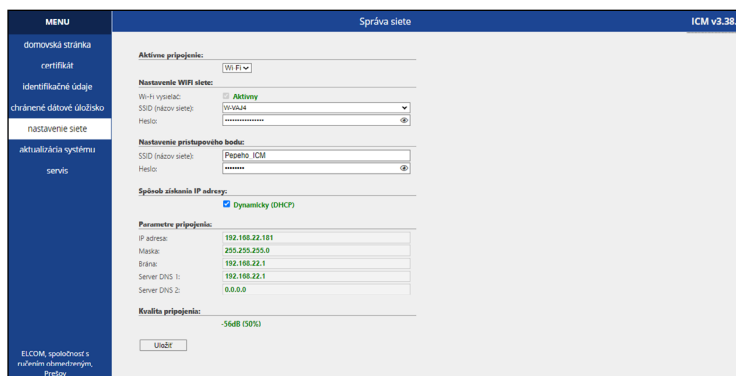 MENU
Správa siete
ICM v3.38.
domovská stránka
certifikát
identifikačné údaje
chránené dátové úložisko
nastavenie siete
aktualizácia systému
servis
Aktívne pripojenie:
Wi-Fi
Nastavenie WIFI siete:
Wi-Fi vysielač: Aktívny
SSID (názov siete): W-VAJ4
Heslo: ••••••••••••••••
Nastavenie prístupového bodu:
SSID (názov siete): Pepeho_ICM
Heslo: ••••••••
Spôsob získania IP adresy:
Dynamicky (DHCP)
Parametre pripojenia:
IP adresa: 192.168.22.181
Maska: 255.255.255.0
Brána: 192.168.22.1
Server DNS 1: 192.168.22.1
Server DNS 2: 0.0.0.0
Kvalita pripojenia:
-56dB (50%)
Uložiť
ELCOM, spoločnosť s
ručením obmedzeným,
Prešov